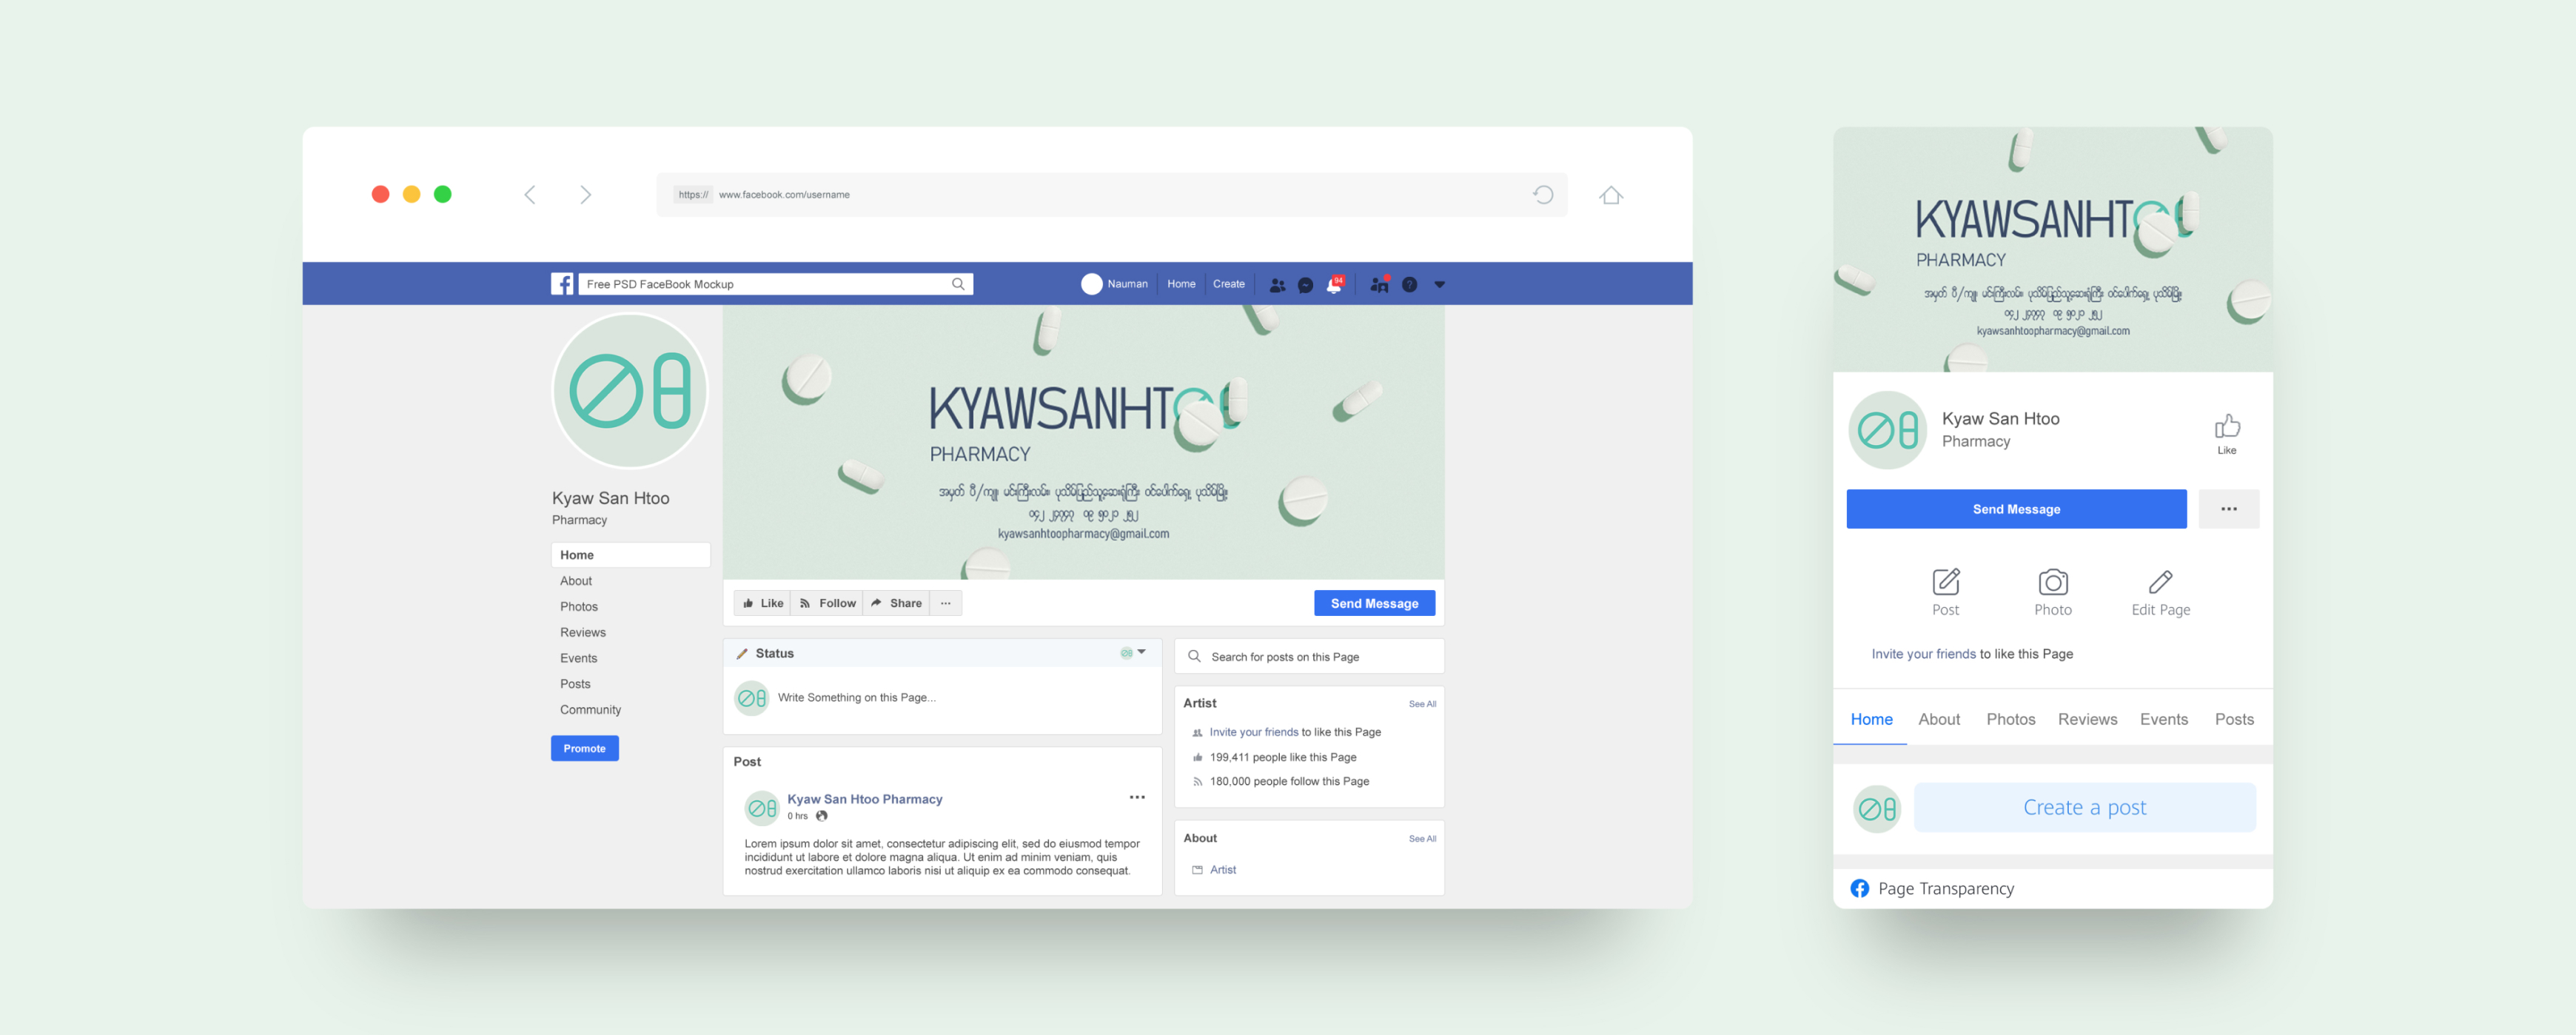 https:// www.facebook.com/username
Free PSD FaceBook Mockup
Nauman
Home
Create
94
?
Kyaw San Htoo
Pharmacy
Home
About
Photos
Reviews
Events
Posts
Community
Promote
KYAWSANHT
PHARMACY
kyawsanhtoopharmacy@gmail.com
Like
Follow
Share
...
Send Message
Status
Write Something on this Page...
Post
Kyaw San Htoo Pharmacy
0 hrs
Lorem ipsum dolor sit amet, consectetur adipiscing elit, sed do eiusmod tempor
incididunt ut labore et dolore magna aliqua. Ut enim ad minim veniam, quis
nostrud exercitation ullamco laboris nisi ut aliquip ex ea commodo consequat.
Search for posts on this Page
Artist
See All
Invite your friends to like this Page
199,411 people like this Page
180,000 people follow this Page
About
See All
Artist
KYAWSANHT
PHARMACY
kyawsanhtoopharmacy@gmail.com
Kyaw San Htoo
Pharmacy
Like
Send Message
...
Post
Photo
Edit Page
Invite your friends to like this Page
Home
About
Photos
Reviews
Events
Posts
Create a post
Page Transparency